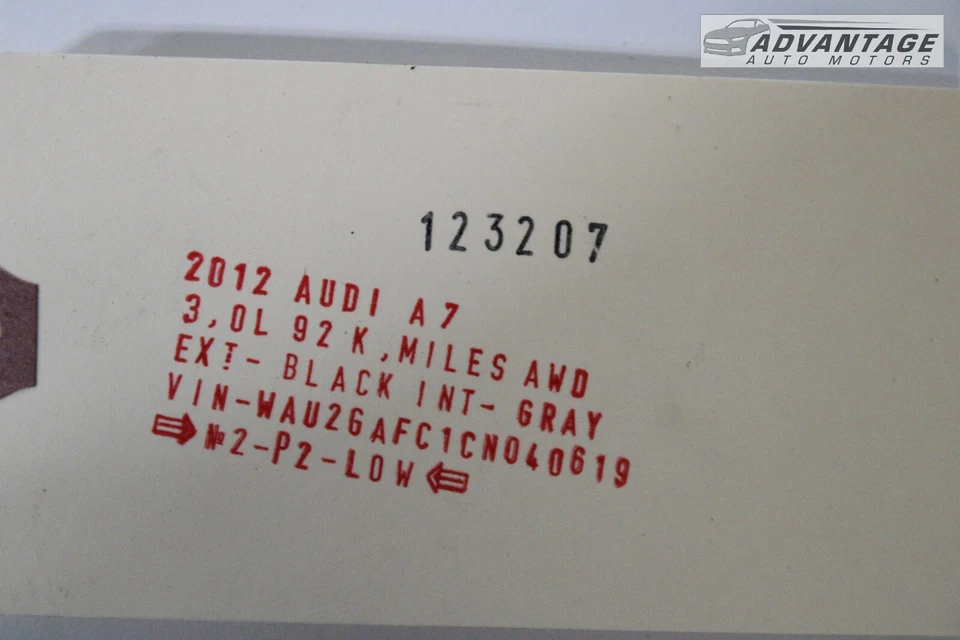 ADVANTAGE
AUTO MOTORS
123207
2012 AUDI A7
3,0L 92 K,MILES AWD
EXT- BLACK INT- GRAY
VIN-WAU2GAFC1CN040619
⇒ №2-P2-LOW ⇐